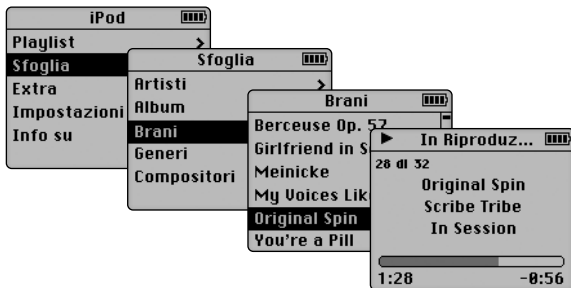 iPod
Playlist
Sfoglia
Extra
Impostazioni
Info su
Sfoglia
Artisti
Album
Brani
Generi
Compositori
Brani
Berceuse Op. 57
Girlfriend in S
Meinicke
My Voices Lik
Original Spin
You're a Pill
In Riproduz...
28 di 32
Original Spin
Scribe Tribe
In Session
1:28 -0:56